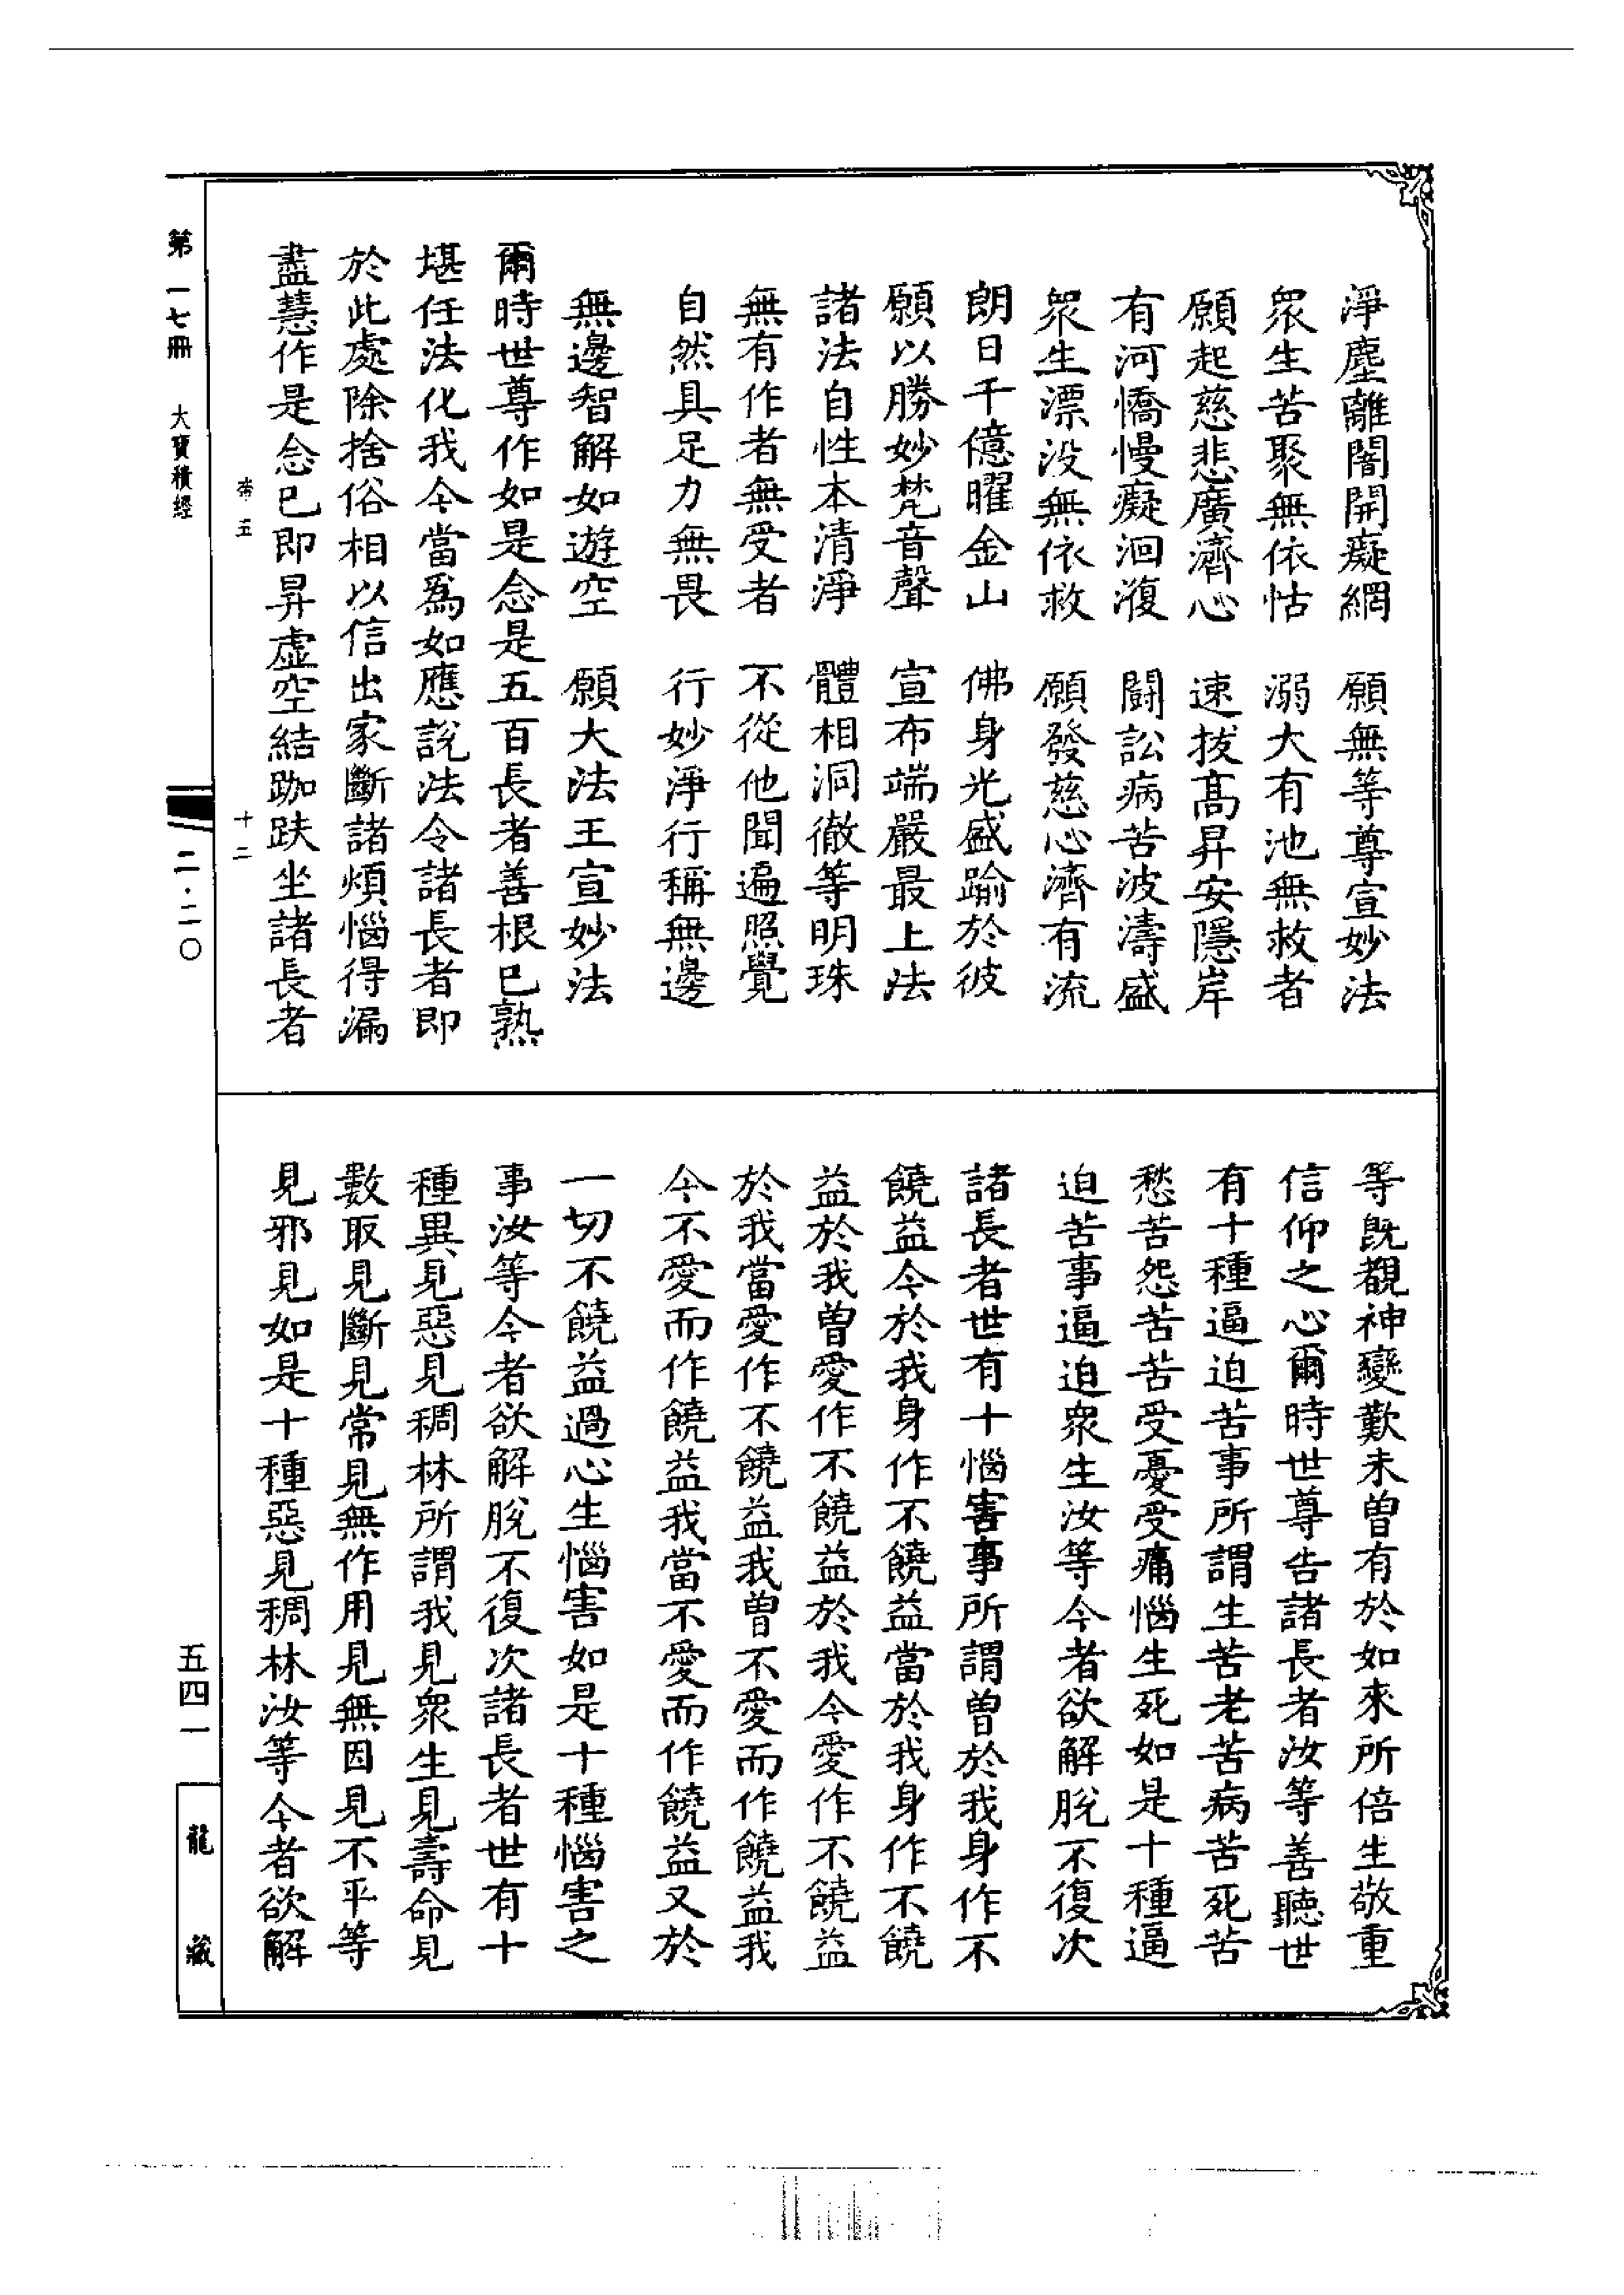 淨塵離闇開癡網　願無等尊宣妙法
眾生苦聚無依怙　溺大有池無救者
願起慈悲廣濟心　速拔高昇安隱岸
有河憍慢癡洄澓　鬪訟病苦波濤盛
眾生漂没無依救　願發慈心濟有流
朗日千億曜金山　佛身光盛踰於彼
願以勝妙梵音聲　宣布端嚴最上法
諸法自性本清淨　體相洞徹等明珠
無有作者無受者　不從他聞遍照覺
自然具足力無畏　行妙淨行稱無邊
無邊智解如遊空　願大法王宣妙法
爾時世尊作如是念是五百長者善根已熟
堪任法化我今當為如應說法令諸長者即
於此處除捨俗相以信出家斷諸煩惱得漏
盡慧作是念已即昇虛空結跏趺坐諸長者
等既覩神變歎未曾有於如來所倍生敬重
信仰之心爾時世尊告諸長者汝等善聽世
有十種逼迫苦事所謂生苦老苦病苦死苦
愁苦怨苦苦受憂受痛惱生死如是十種逼
迫苦事逼迫眾生汝等今者欲解脫不復次
諸長者世有十惱害事所謂曾於我身作不
饒益今於我身作不饒益當於我身作不饒
益於我曾愛作不饒益於我今愛作不饒益
於我當愛作不饒益我曾不愛而作饒益我
今不愛而作饒益我當不愛而作饒益又於
一切不饒益過心生惱害如是十種惱害之
事汝等今者欲解脫不復次諸長者世有十
種異見惡見稠林所謂我見眾生見壽命見
數取見斷見常見無作用見無因見不平等
見邪見如是十種惡見稠林汝等今者欲解
五
十二
第一七冊　大寶積經
二·二〇
五四一
龍藏